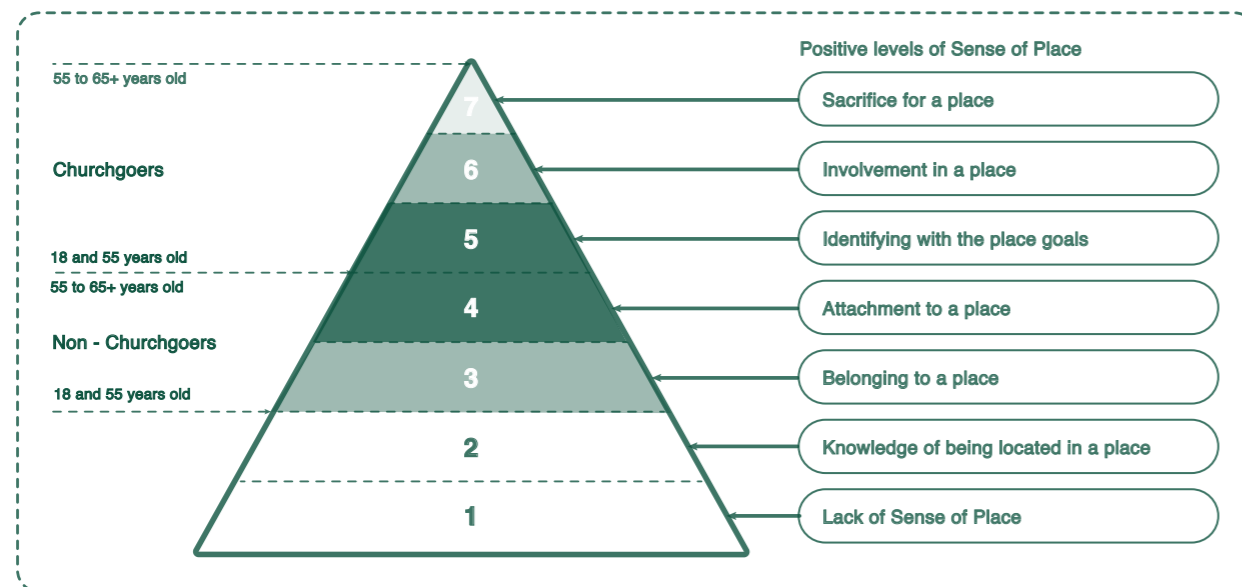 Positive levels of Sense of Place
55 to 65+ years old
7
Sacrifice for a place
Churchgoers
6
Involvement in a place
5
Identifying with the place goals
18 and 55 years old
55 to 65+ years old
4
Attachment to a place
Non - Churchgoers
3
Belonging to a place
18 and 55 years old
2
Knowledge of being located in a place
1
Lack of Sense of Place